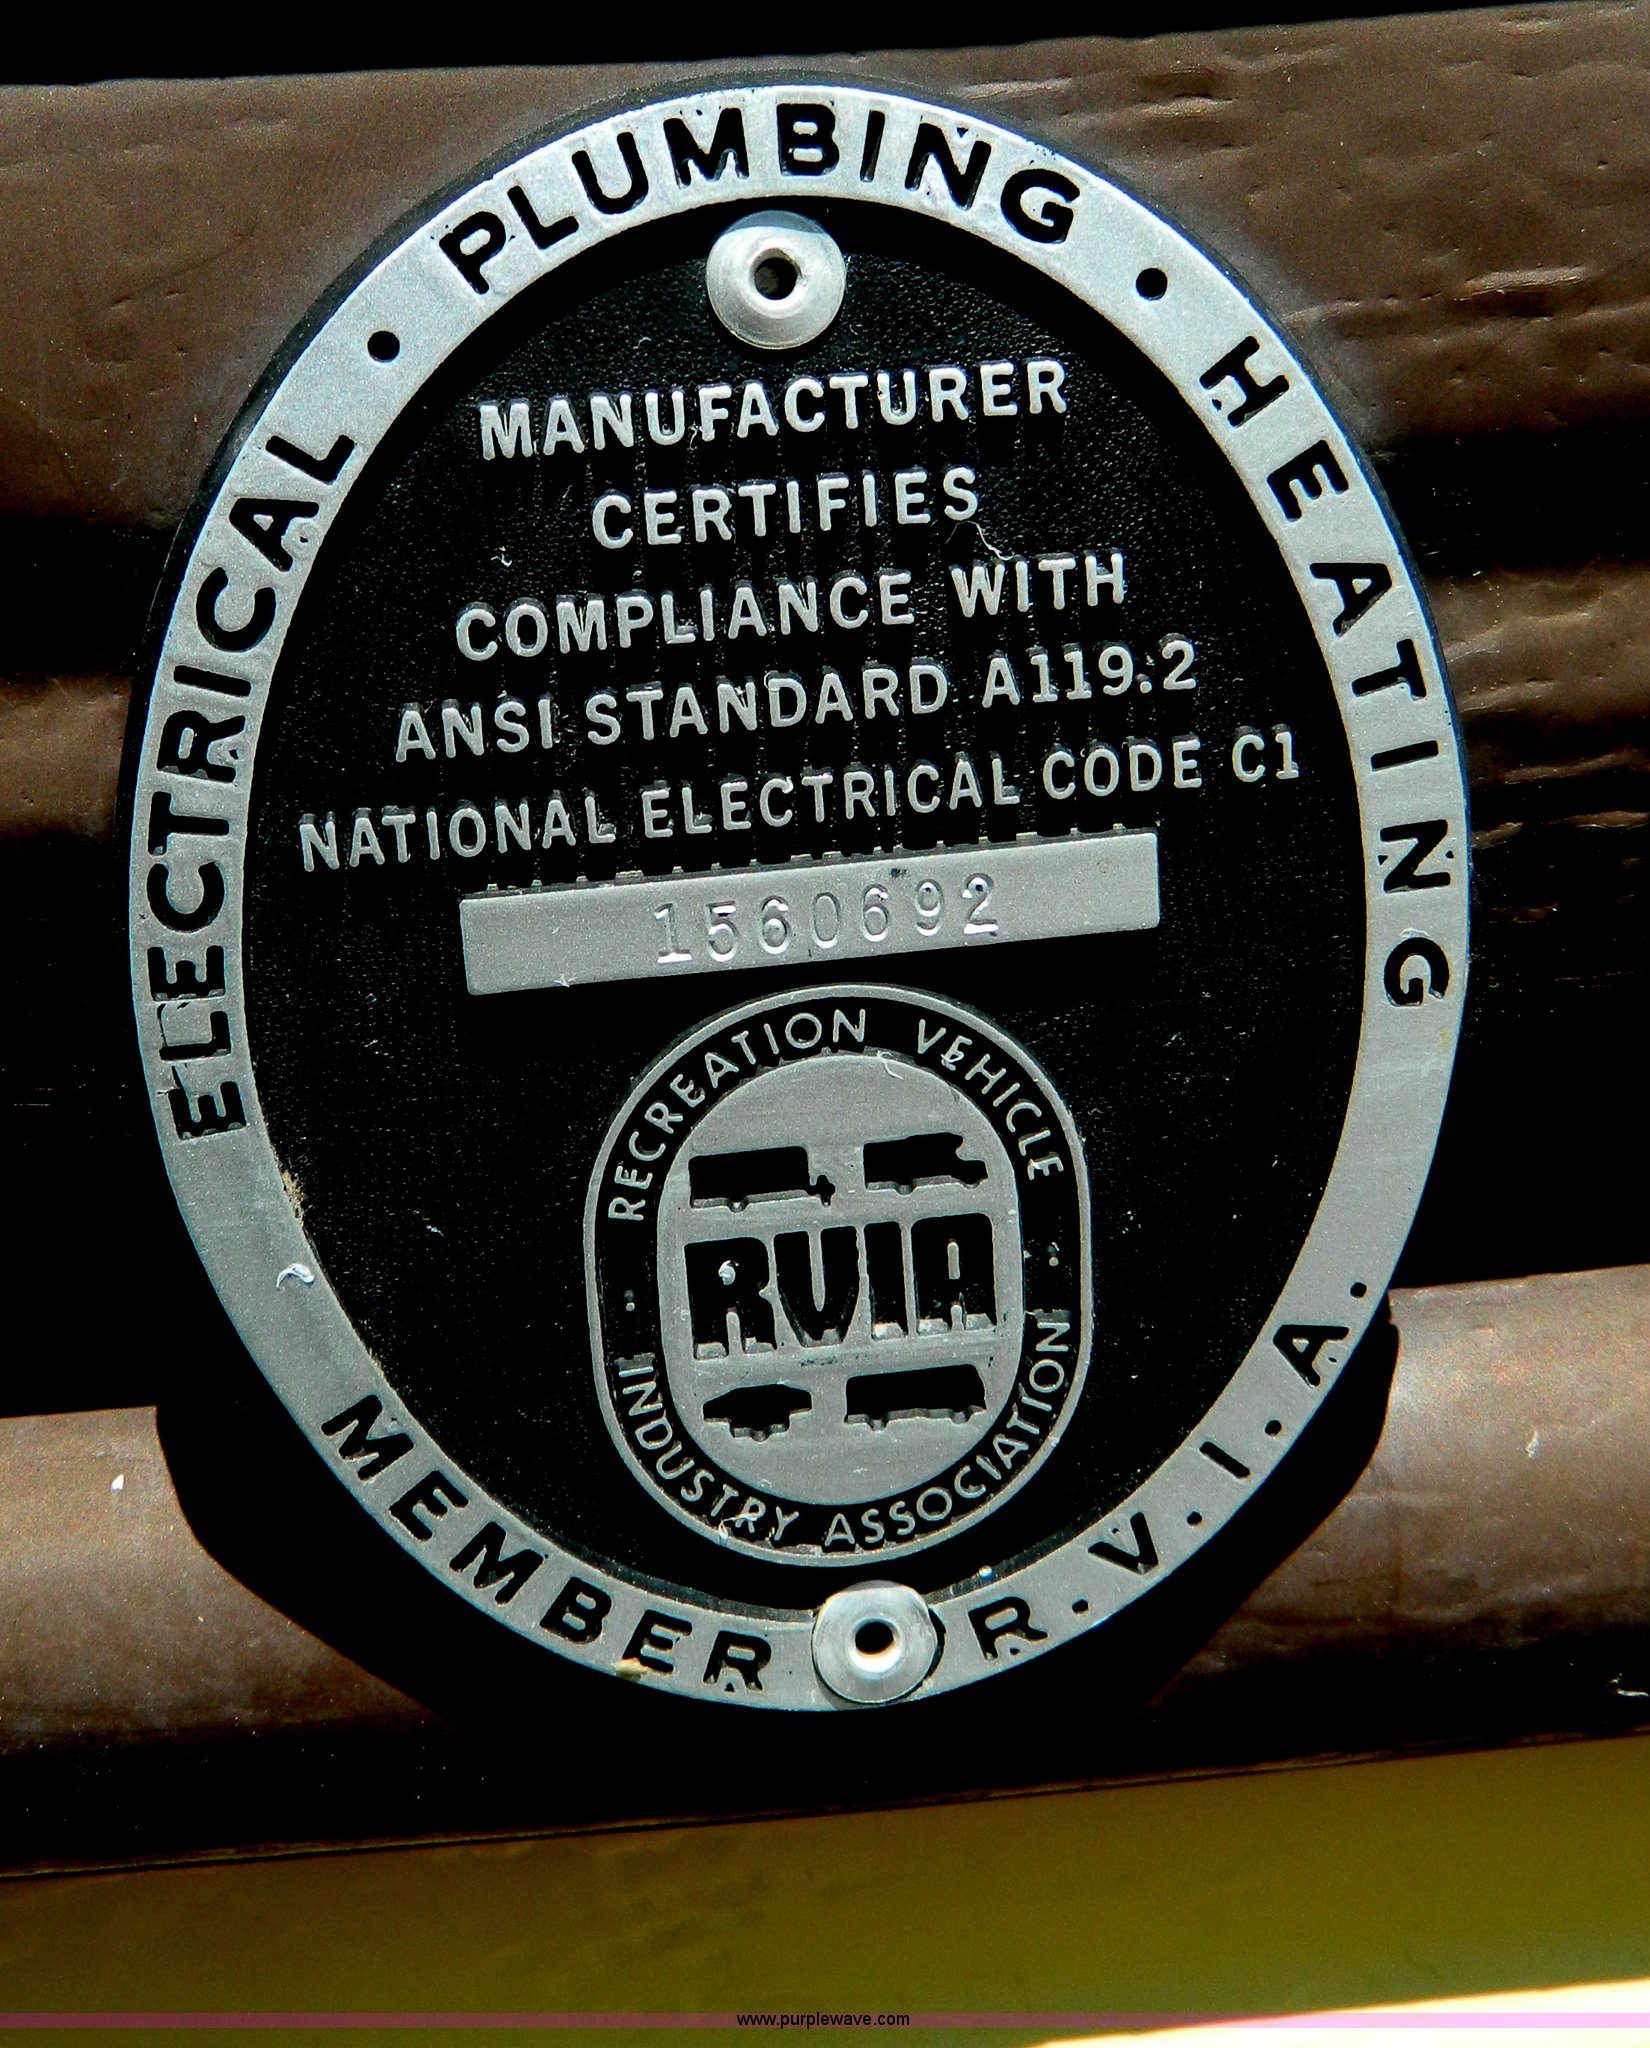 ELECTRICAL • PLUMBING • HEATING
MANUFACTURER
CERTIFIES
COMPLIANCE WITH
ANSI STANDARD A119.2
NATIONAL ELECTRICAL CODE C1
1560692
RECREATION VEHICLE
RVIA
INDUSTRY ASSOCIATION
MEMBER R.V.I.A.
www.purplewave.com